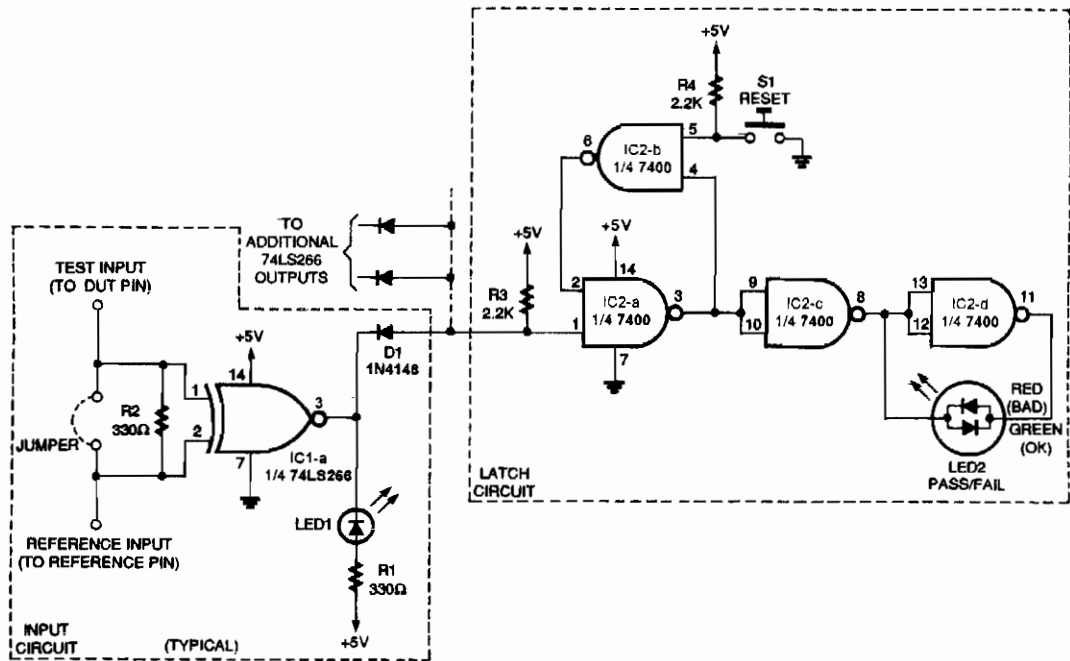 TO
ADDITIONAL
74LS266
OUTPUTS
TEST INPUT
(TO DUT PIN)
+5V
14
1
2
3
7
R2
330Ω
JUMPER
IC1-a
1/4 74LS266
D1
1N4148
LED1
R1
330Ω
+5V
REFERENCE INPUT
(TO REFERENCE PIN)
INPUT
CIRCUIT
(TYPICAL)
+5V
R4
2.2K
S1
RESET
6
5
4
IC2-b
1/4 7400
+5V
R3
2.2K
+5V
14
2
1
3
7
IC2-a
1/4 7400
9
10
8
IC2-c
1/4 7400
13
12
11
IC2-d
1/4 7400
RED
(BAD)
GREEN
(OK)
LED2
PASS/FAIL
LATCH
CIRCUIT